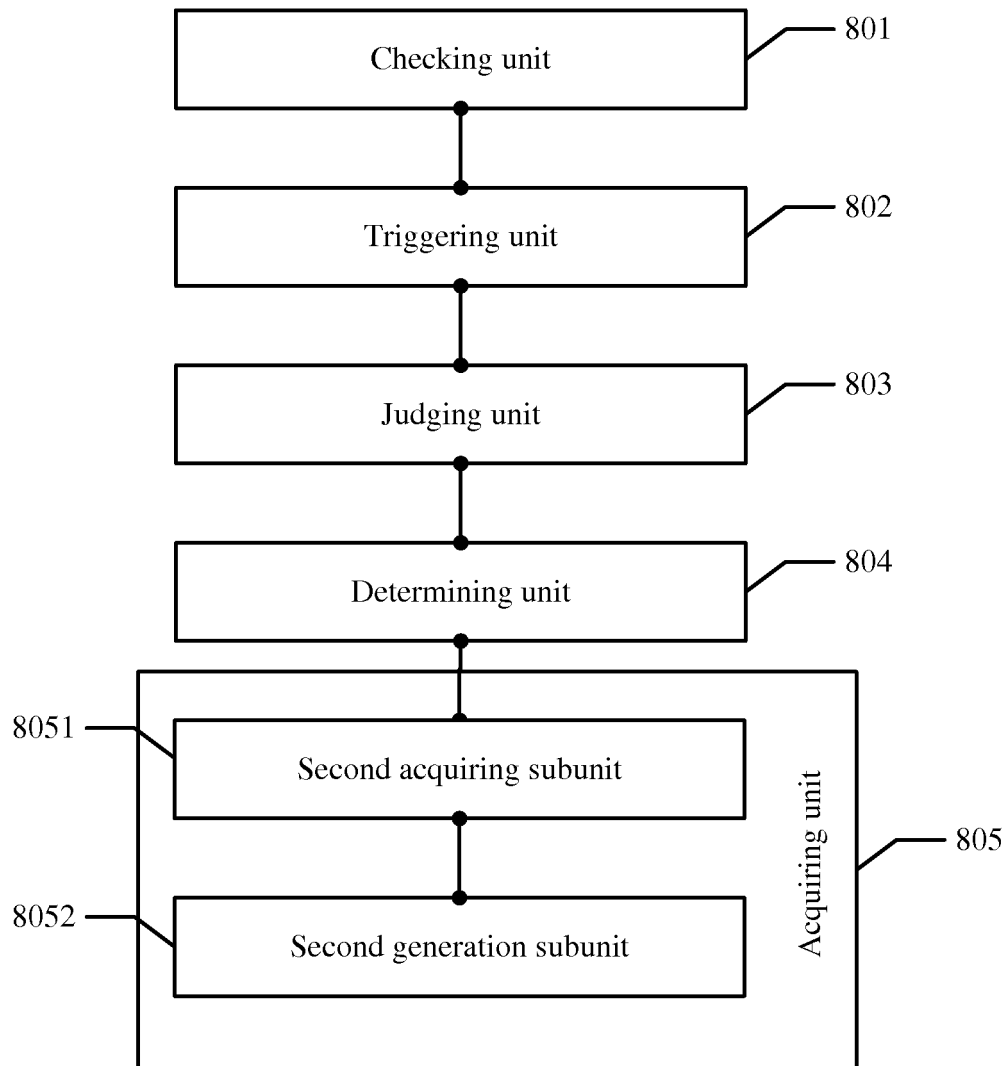 Checking unit
801
Triggering unit
802
Judging unit
803
Determining unit
804
8051
Second acquiring subunit
Acquiring unit
805
8052
Second generation subunit